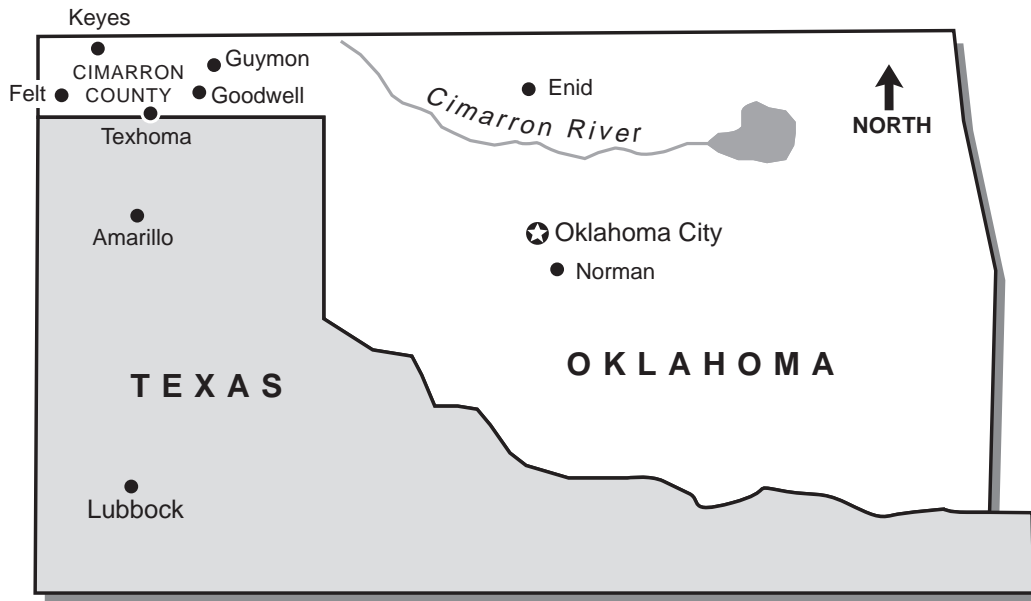 Keyes
CIMARRON
COUNTY
Guymon
Felt
Goodwell
Texhoma
Enid
Cimarron River
NORTH
Amarillo
Oklahoma City
Norman
OKLAHOMA
TEXAS
Lubbock